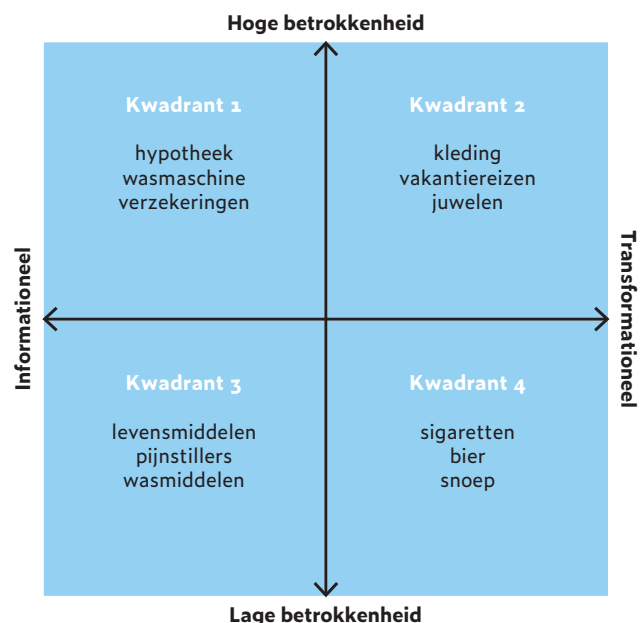 Hoge betrokkenheid
Kwadrant 1
hypotheek
wasmaschine
verzekeringen
Kwadrant 2
kleding
vakantiereizen
juwelen
Informationeel
Transformationeel
Kwadrant 3
levensmiddelen
pijnstillers
wasmiddelen
Kwadrant 4
sigaretten
bier
snoep
Lage betrokkenheid